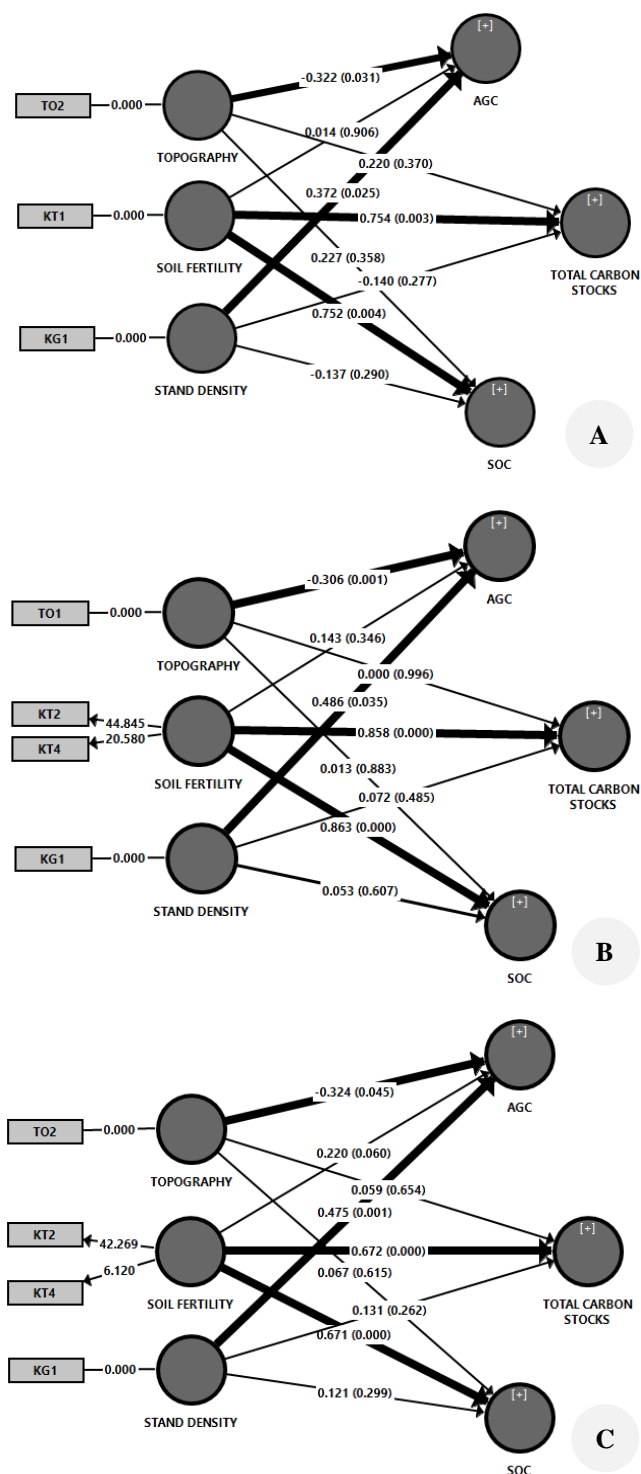 [+]
-0.322 (0.031)
AGC
TO2
0.000
TOPOGRAPHY
0.014 (0.906)
0.220 (0.370)
0.372 (0.025)
KT1
0.000
0.754 (0.003)
[+]
SOIL FERTILITY
0.227 (0.358)
-0.140 (0.277)
TOTAL CARBON
STOCKS
0.752 (0.004)
KG1
0.000
STAND DENSITY
-0.137 (0.290)
[+]
SOC
A
[+]
-0.306 (0.001)
AGC
TO1
0.000
TOPOGRAPHY
0.143 (0.346)
0.000 (0.996)
0.486 (0.035)
KT2
44.845
KT4
20.580
0.858 (0.000)
[+]
SOIL FERTILITY
0.013 (0.883)
0.072 (0.485)
TOTAL CARBON
STOCKS
0.863 (0.000)
KG1
0.000
STAND DENSITY
0.053 (0.607)
[+]
SOC
B
[+]
-0.324 (0.045)
AGC
TO2
0.000
TOPOGRAPHY
0.220 (0.060)
0.059 (0.654)
0.475 (0.001)
KT2
42.269
KT4
6.120
0.672 (0.000)
[+]
SOIL FERTILITY
0.067 (0.615)
0.131 (0.262)
TOTAL CARBON
STOCKS
0.671 (0.000)
KG1
0.000
STAND DENSITY
0.121 (0.299)
[+]
SOC
C